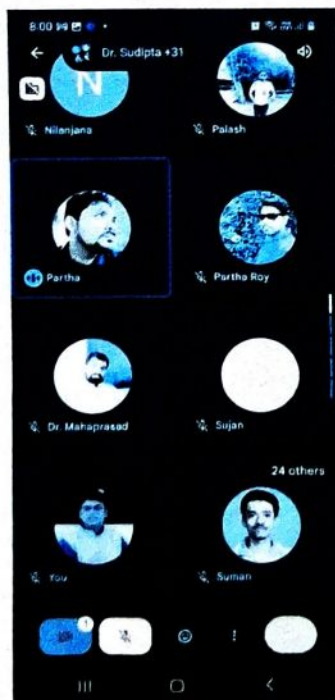 8:00
Dr. Sudipta +31
N
Nilanjana
Palash
Partha
Partha Roy
Dr. Mahaprasad
Sujan
24 others
You
Suman
1